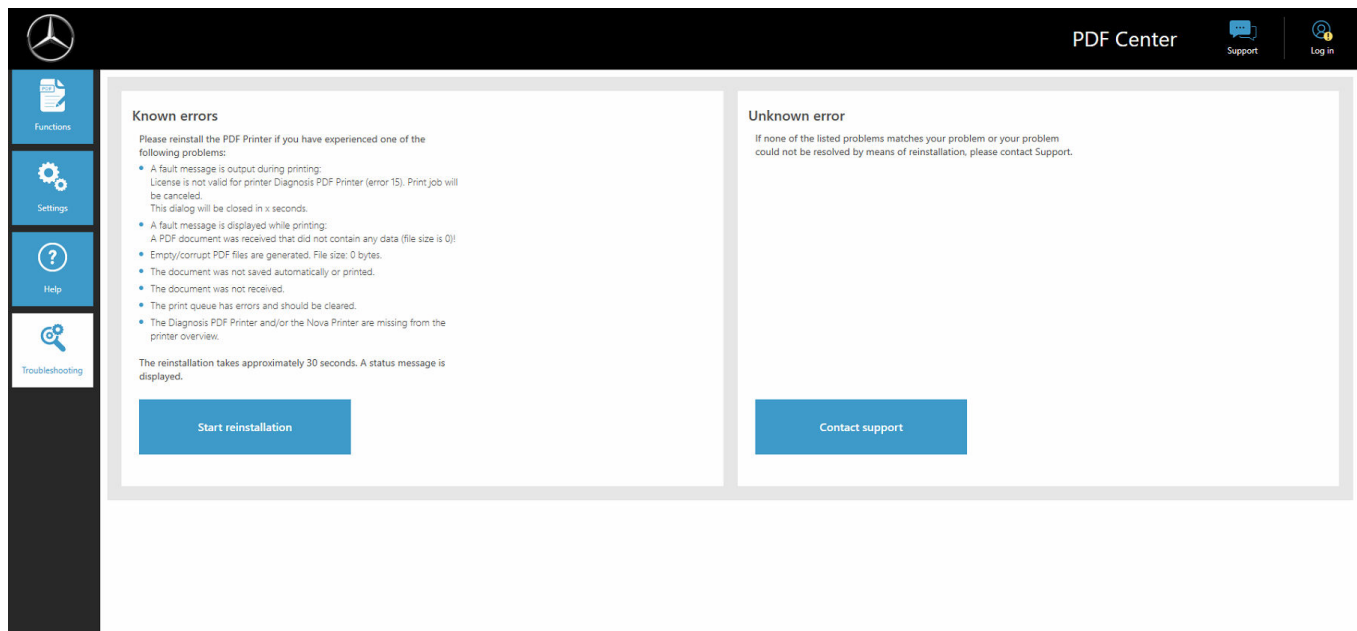 PDF Center
Support
Log in
PDF
Functions
Settings
?
Help
Troubleshooting
Known errors
Please reinstall the PDF Printer if you have experienced one of the
following problems:
• A fault message is output during printing:
License is not valid for printer Diagnosis PDF Printer (error 15). Print job will
be canceled.
This dialog will be closed in x seconds.
• A fault message is displayed while printing:
A PDF document was received that did not contain any data (file size is 0)!
• Empty/corrupt PDF files are generated. File size: 0 bytes.
• The document was not saved automatically or printed.
• The document was not received.
• The print queue has errors and should be cleared.
• The Diagnosis PDF Printer and/or the Nova Printer are missing from the
printer overview.
The reinstallation takes approximately 30 seconds. A status message is
displayed.
Start reinstallation
Unknown error
If none of the listed problems matches your problem or your problem
could not be resolved by means of reinstallation, please contact Support.
Contact support